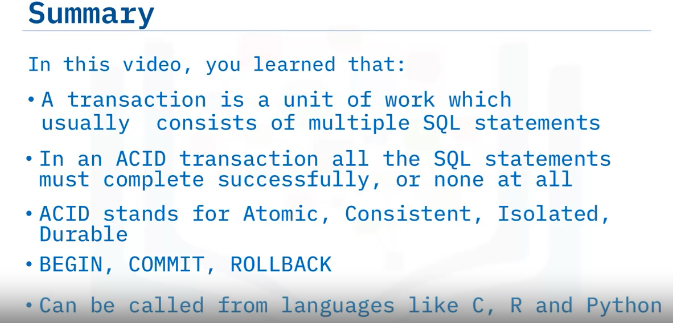 Summary
In this video, you learned that:
• A transaction is a unit of work which
usually consists of multiple SQL statements
• In an ACID transaction all the SQL statements
must complete successfully, or none at all
• ACID stands for Atomic, Consistent, Isolated,
Durable
• BEGIN, COMMIT, ROLLBACK
• Can be called from languages like C, R and Python